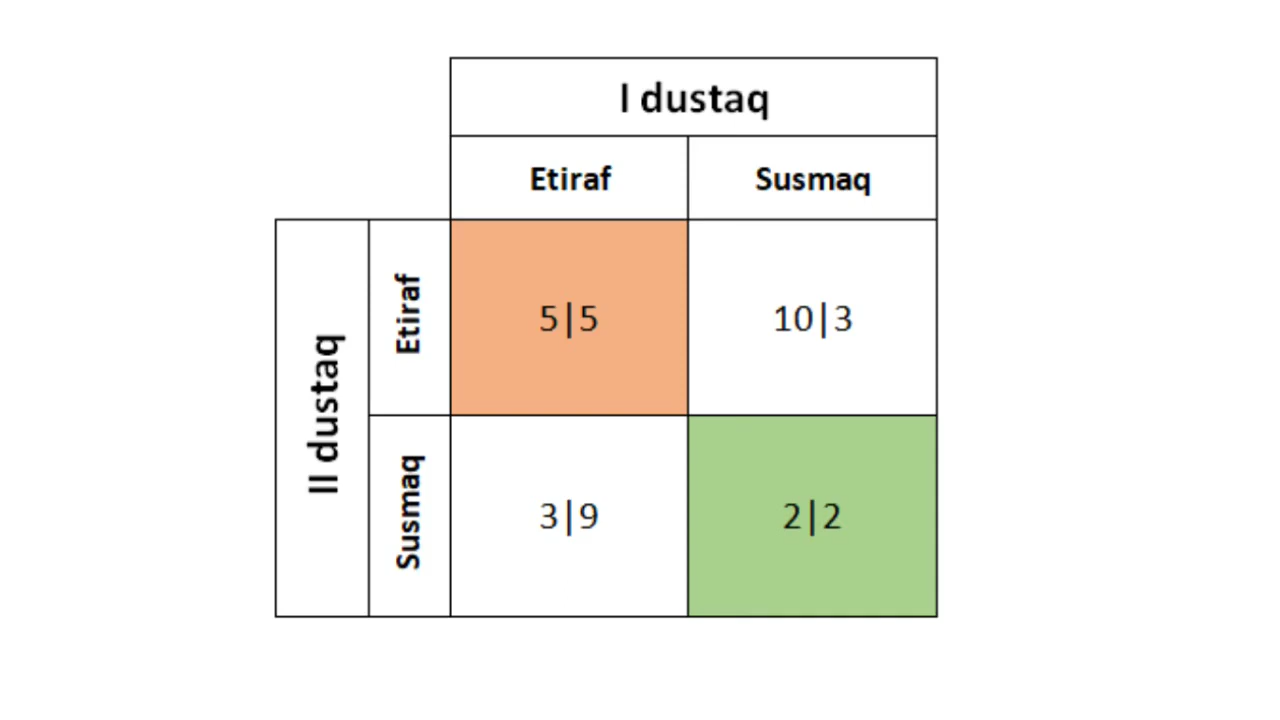 I dustaq
Etiraf
Susmaq
II dustaq
Etiraf
5|5
10|3
Susmaq
3|9
2|2